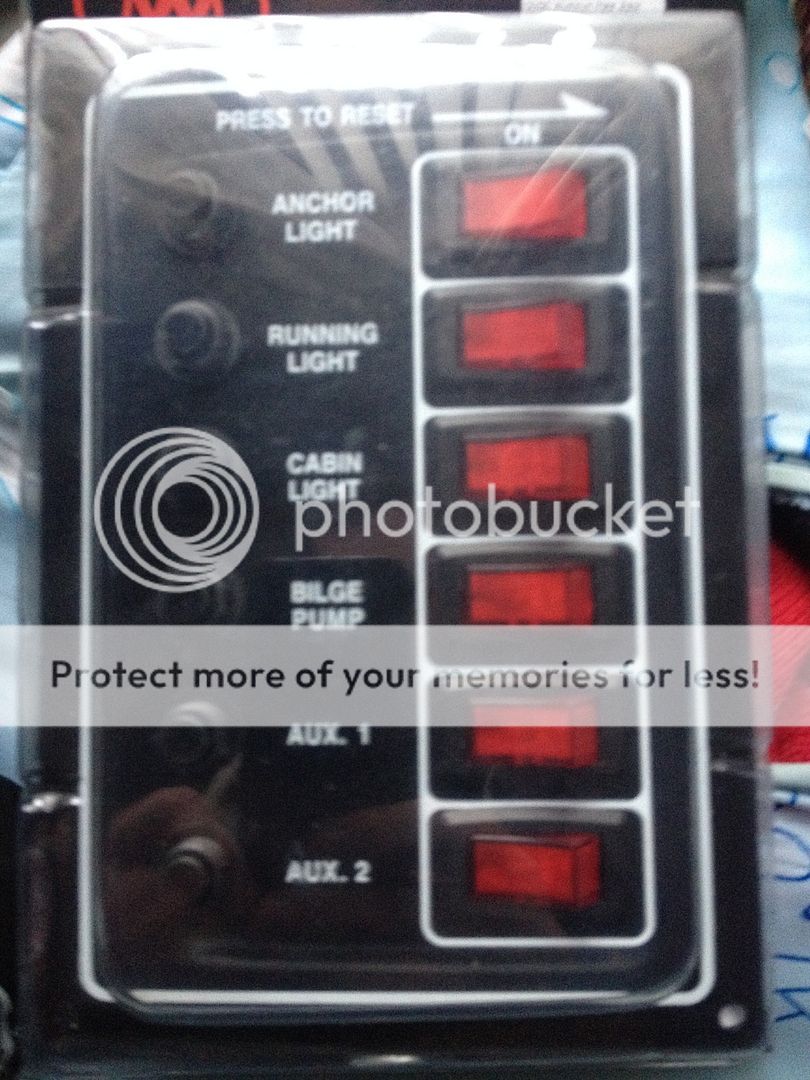 PRESS TO RESET
ON
ANCHOR
LIGHT
RUNNING
LIGHT
CABIN
LIGHT
photobucket
BILGE
PUMP
Protect more of your memories for less!
AUX. 1
AUX. 2